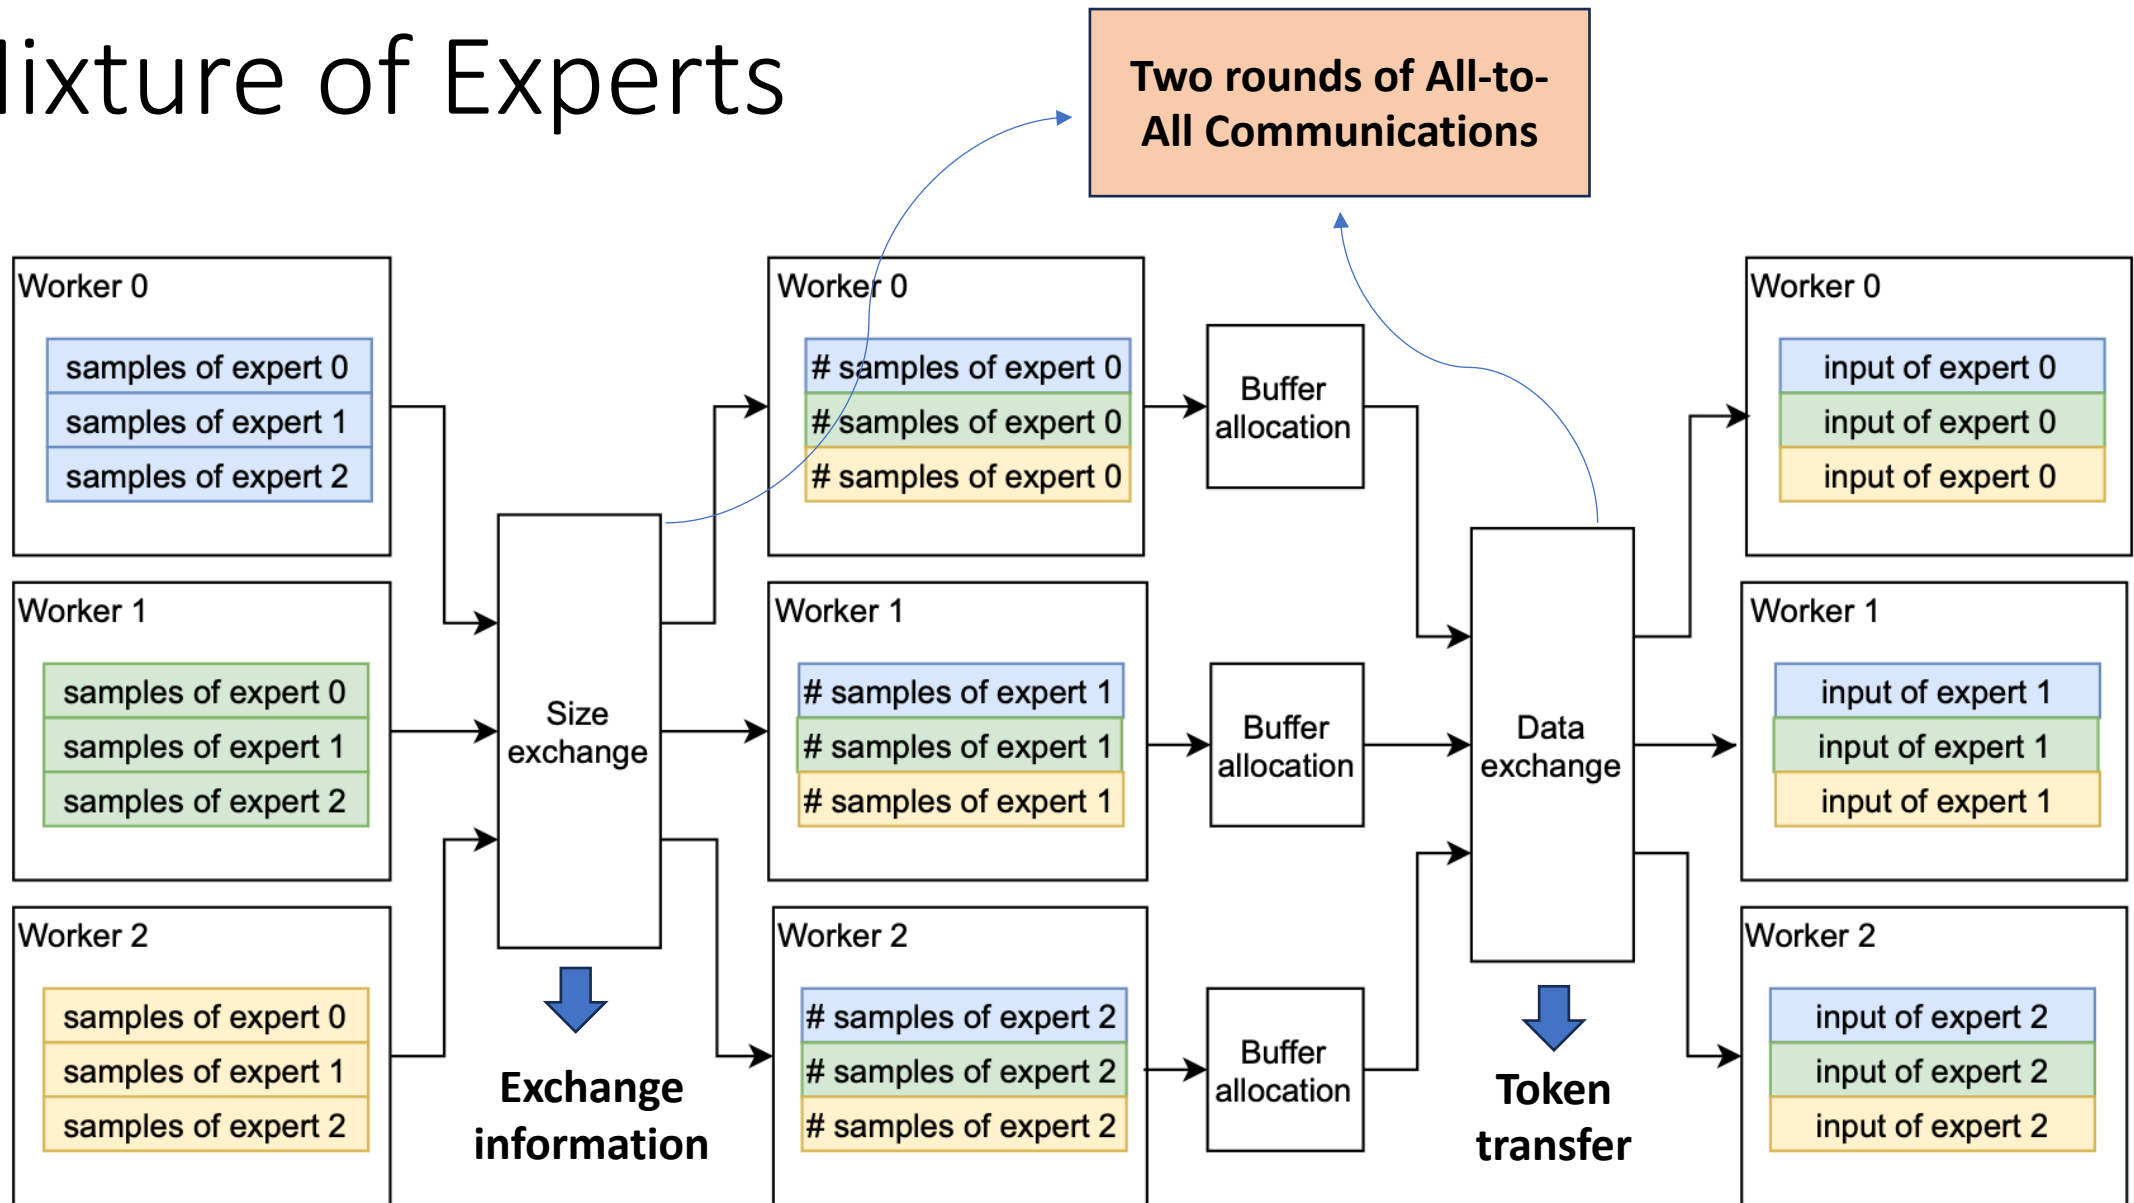 ixture of Experts
Two rounds of All-to-
All Communications
Worker 0
samples of expert 0
samples of expert 1
samples of expert 2
Worker 1
samples of expert 0
samples of expert 1
samples of expert 2
Worker 2
samples of expert 0
samples of expert 1
samples of expert 2
Size
exchange
Exchange
information
Worker 0
# samples of expert 0
# samples of expert 0
# samples of expert 0
Worker 1
# samples of expert 1
# samples of expert 1
# samples of expert 1
Worker 2
# samples of expert 2
# samples of expert 2
# samples of expert 2
Buffer
allocation
Buffer
allocation
Buffer
allocation
Data
exchange
Token
transfer
Worker 0
input of expert 0
input of expert 0
input of expert 0
Worker 1
input of expert 1
input of expert 1
input of expert 1
Worker 2
input of expert 2
input of expert 2
input of expert 2